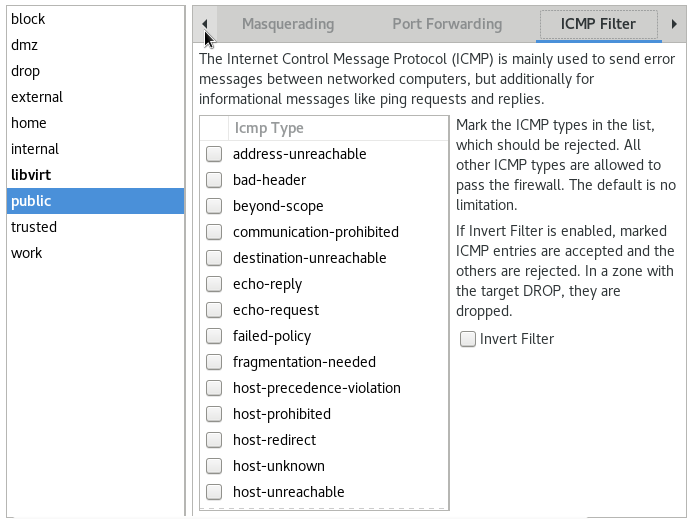 block
dmz
drop
external
home
internal
libvirt
public
trusted
work
Masquerading
Port Forwarding
ICMP Filter
The Internet Control Message Protocol (ICMP) is mainly used to send error
messages between networked computers, but additionally for
informational messages like ping requests and replies.
Icmp Type
address-unreachable
bad-header
beyond-scope
communication-prohibited
destination-unreachable
echo-reply
echo-request
failed-policy
fragmentation-needed
host-precedence-violation
host-prohibited
host-redirect
host-unknown
host-unreachable
Mark the ICMP types in the list,
which should be rejected. All
other ICMP types are allowed to
pass the firewall. The default is no
limitation.
If Invert Filter is enabled, marked
ICMP entries are accepted and the
others are rejected. In a zone with
the target DROP, they are
dropped.
Invert Filter